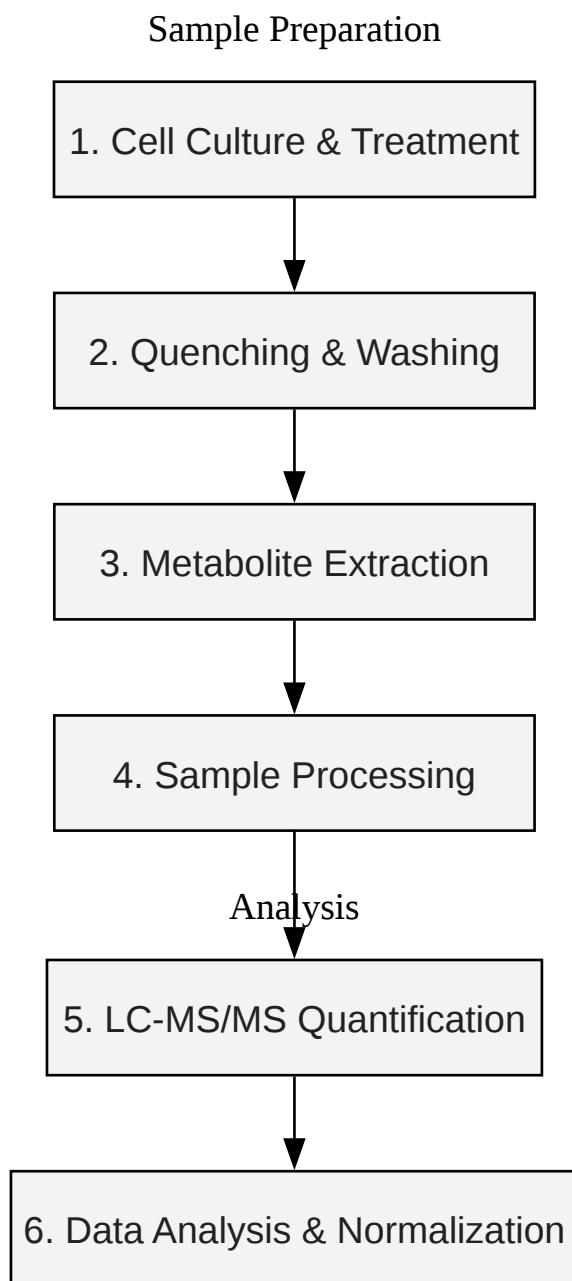 Sample Preparation
1. Cell Culture & Treatment
2. Quenching & Washing
3. Metabolite Extraction
4. Sample Processing
Analysis
5. LC-MS/MS Quantification
6. Data Analysis & Normalization